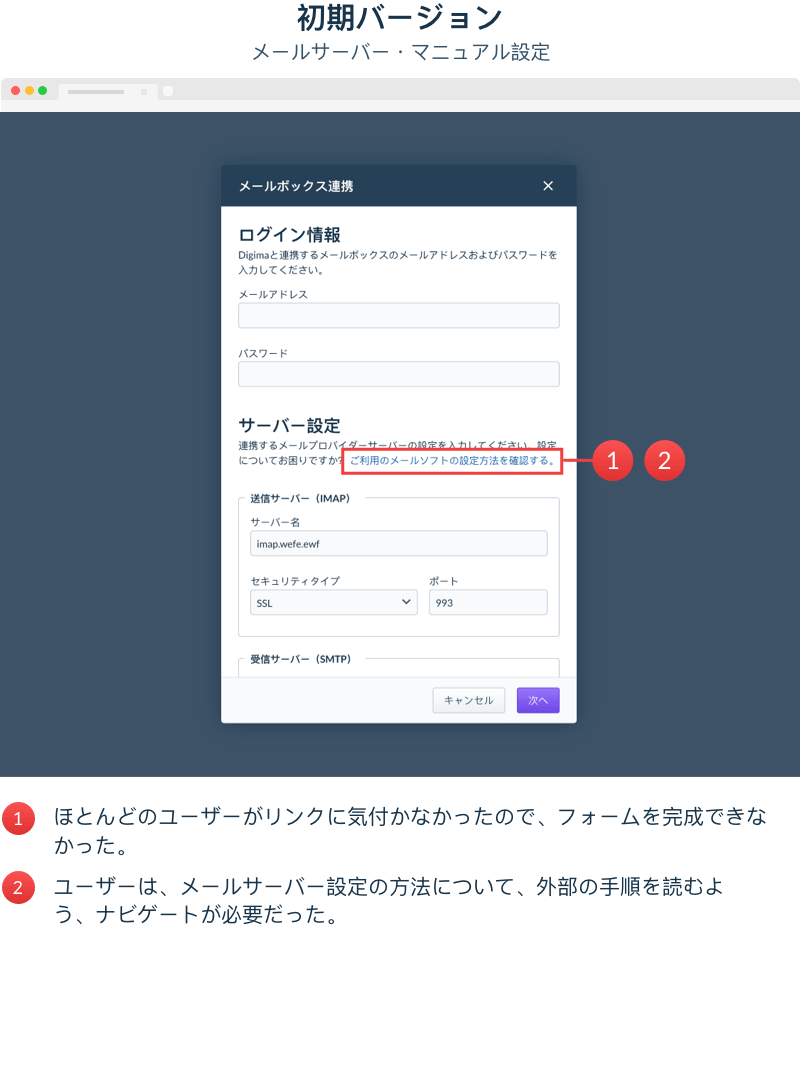 初期バージョン
メールサーバー・マニュアル設定
メールボックス連携
ログイン情報
Digimaと連携するメールボックスのメールアドレスおよびパスワードを
入力してください。
メールアドレス
パスワード
サーバー設定
連携するメールプロバイダーサーバーの設定を入力してください。設定
についてお困りですか? ご利用のメールソフトの設定方法を確認する。
1 2
送信サーバー（IMAP）
サーバー名
imap.wefe.ewf
セキュリティタイプ ポート
SSL 993
受信サーバー（SMTP）
キャンセル 次へ
1 ほとんどのユーザーがリンクに気付かなかったので、フォームを完成できな
かった。
2 ユーザーは、メールサーバー設定の方法について、外部の手順を読むよ
う、ナビゲートが必要だった。